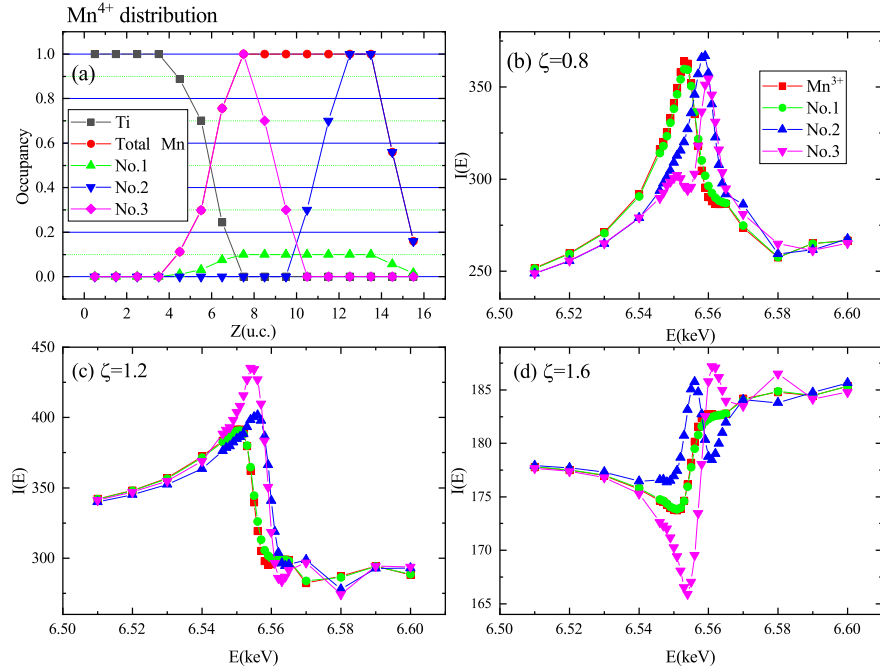 Mn⁴⁺ distribution
(a)
1.0
0.8
0.6
0.4
0.2
0.0
Occupancy
Ti
Total Mn
No.1
No.2
No.3
0 2 4 6 8 10 12 14 16
Z(u.c.)
(b) ζ=0.8
350
300
250
I(E)
Mn³⁺
No.1
No.2
No.3
6.50 6.52 6.54 6.56 6.58 6.60
E(keV)
(c) ζ=1.2
450
400
350
300
I(E)
6.50 6.52 6.54 6.56 6.58 6.60
E(keV)
(d) ζ=1.6
185
180
175
170
165
I(E)
6.50 6.52 6.54 6.56 6.58 6.60
E(keV)